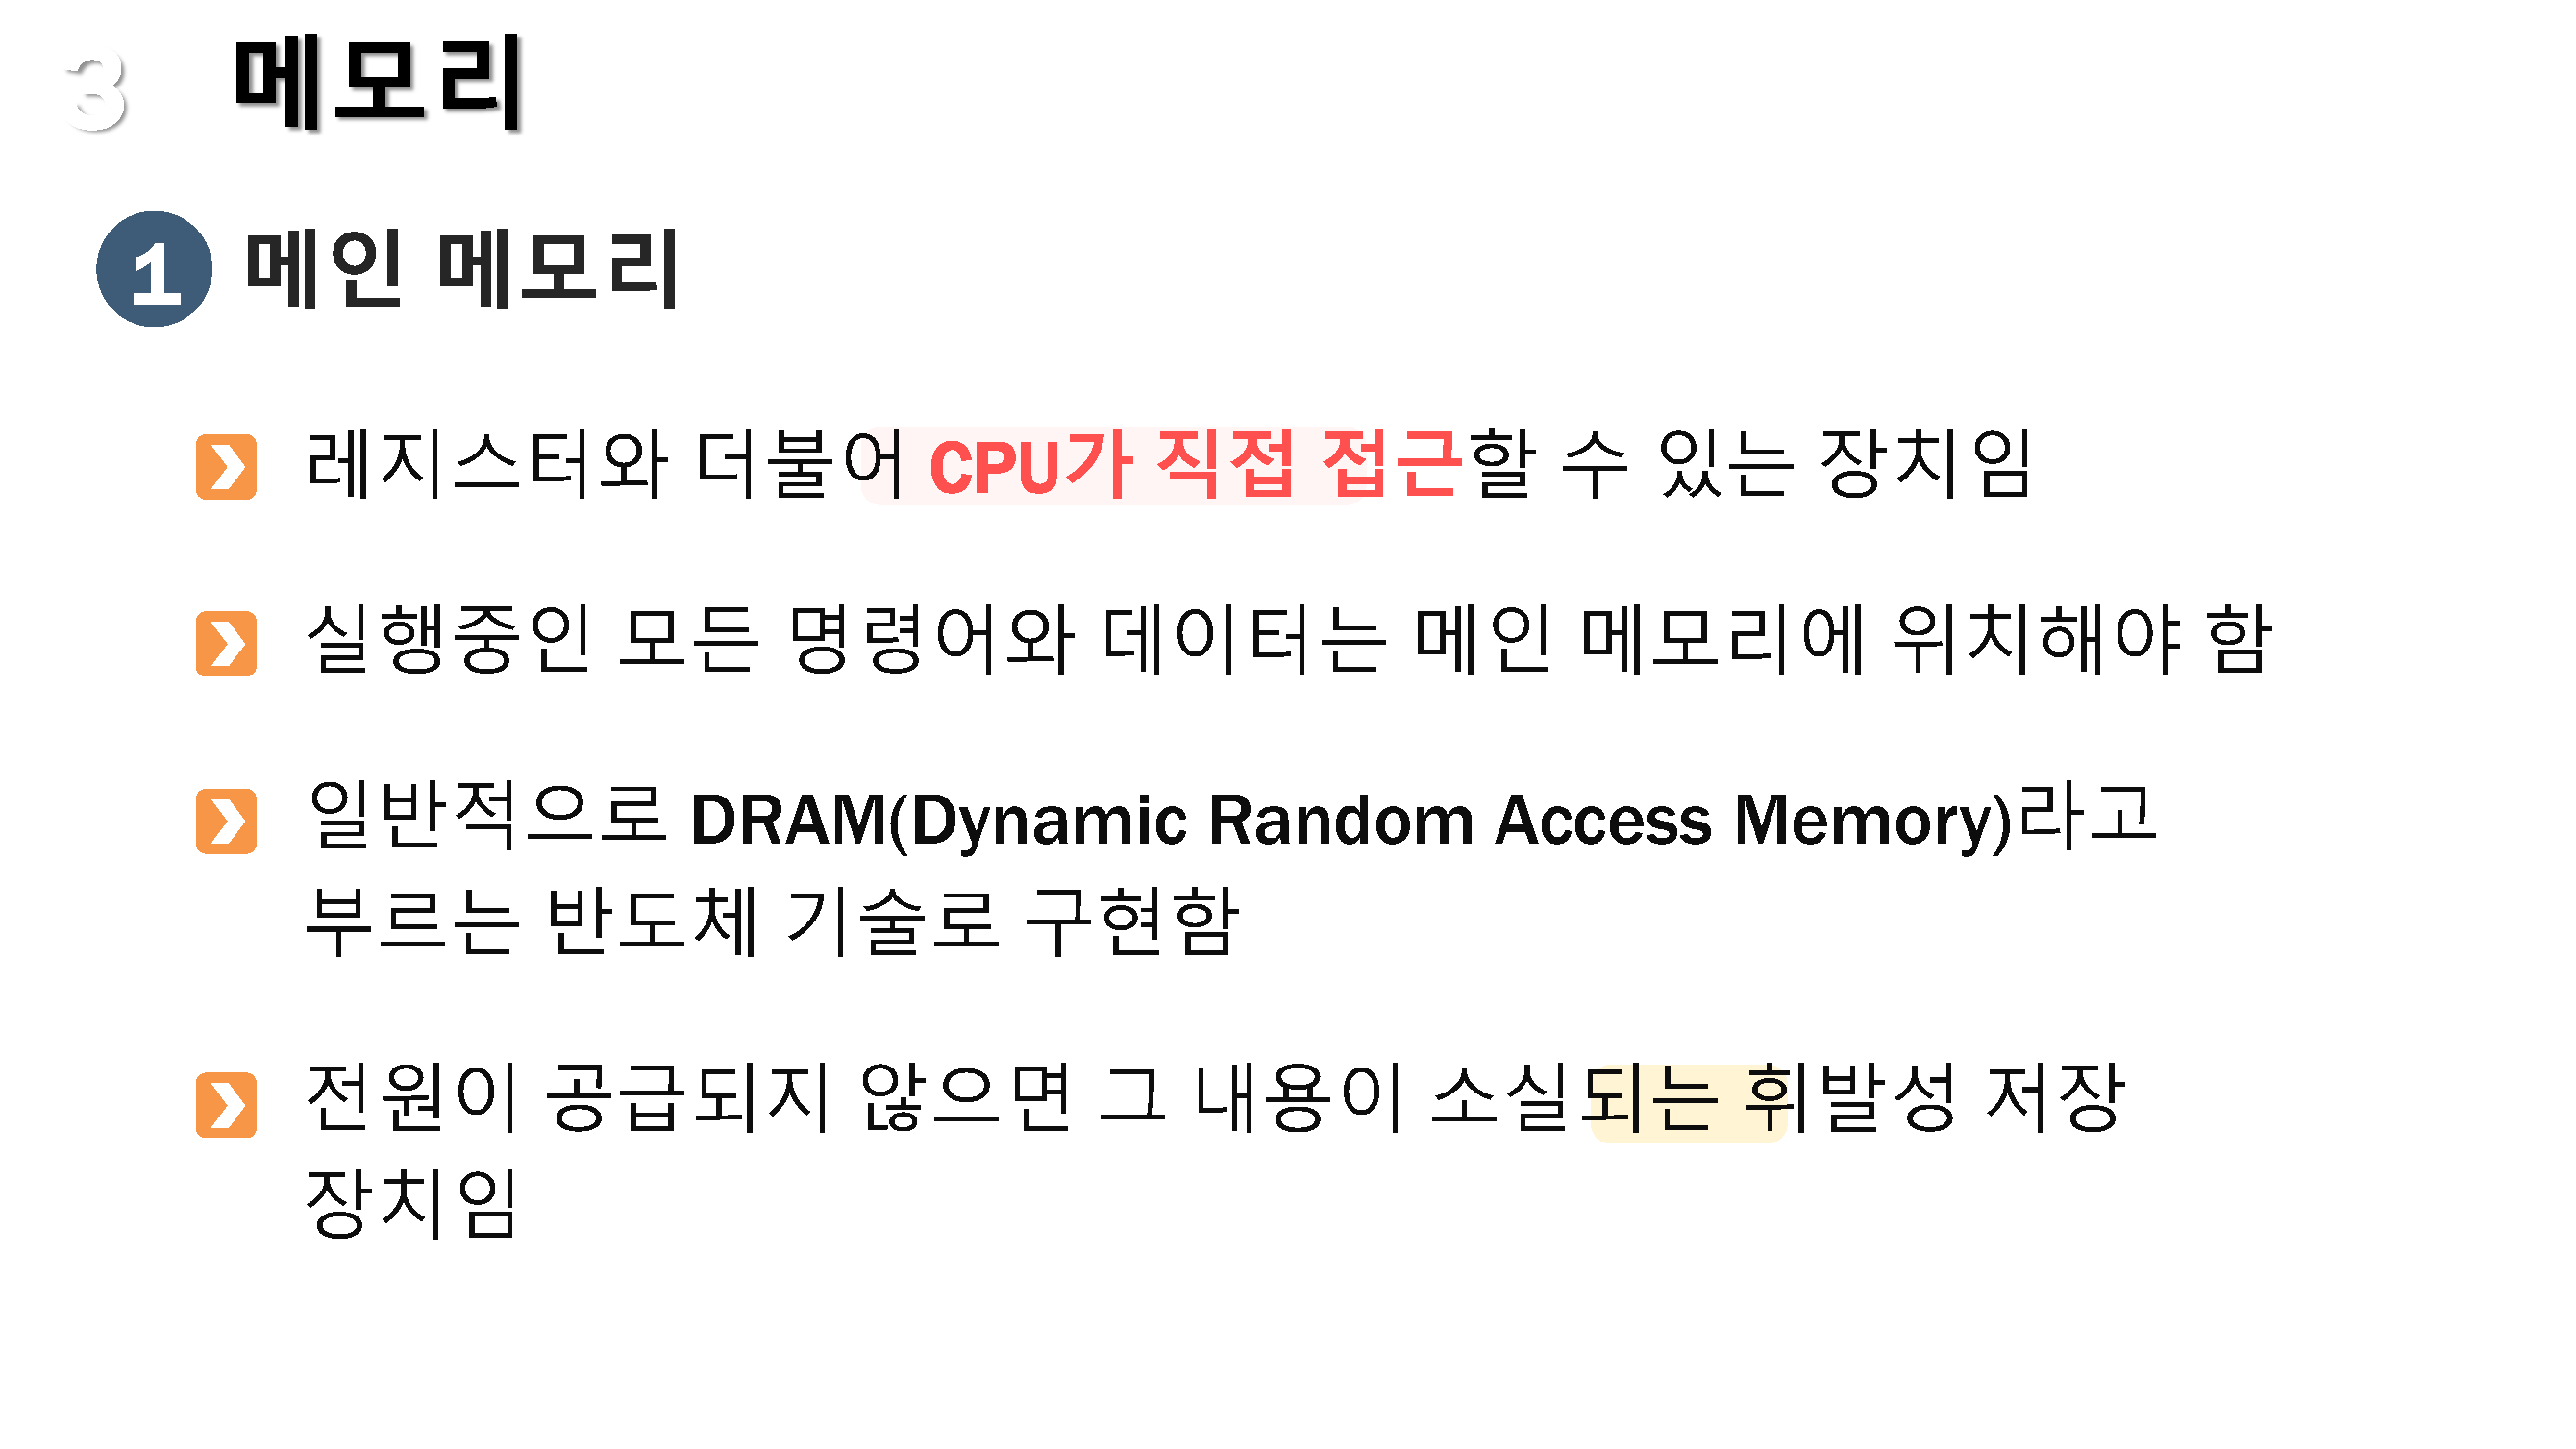 3 메모리
1 메인 메모리
레지스터와 더불어 CPU가 직접 접근할 수 있는 장치임
실행중인 모든 명령어와 데이터는 메인 메모리에 위치해야 함
일반적으로 DRAM(Dynamic Random Access Memory)라고
부르는 반도체 기술로 구현함
전원이 공급되지 않으면 그 내용이 소실되는 휘발성 저장
장치임